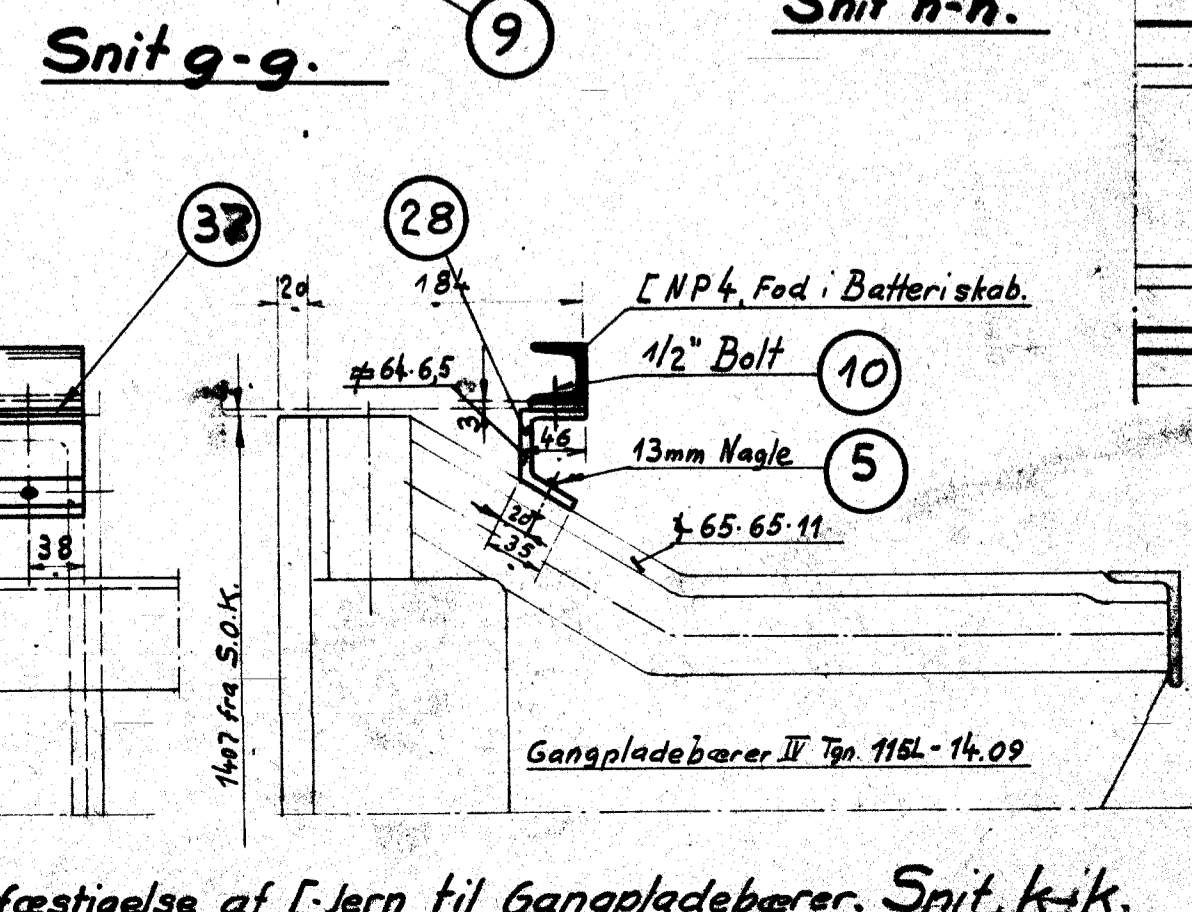 Snit g-g.
9
Snit h-h.
28
20
184
[ NP4, Fod i Batteriskab.
≠ 64·6,5
3
1/2" Bolt
10
46
13mm Nagle
5
20
35
65·65·11
38
1407 fra S.O.K.
Gangpladebærer IV Tgn. 115L - 14.09
fæstigelse af [-Jern til Gangpladebærer. Snit. k-k.